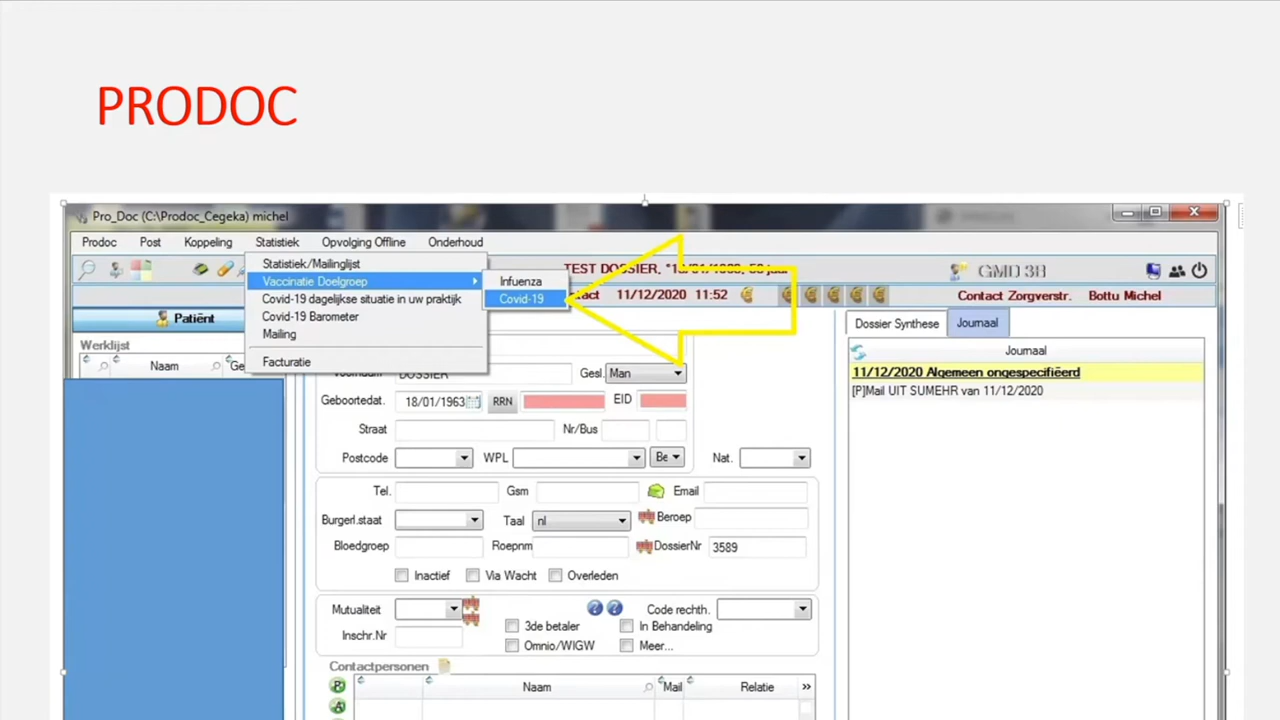 PRODOC
Pro_Doc (C:\Prodoc_Cegeka) michel
Prodoc Post Koppeling Statistiek Opvolging Offline Onderhoud
Statistiek/Mailinglijst
Vaccinatie Doelgroep
Covid-19 dagelijkse situatie in uw praktijk
Covid-19 Barometer
Mailing
Facturatie
Infuenza
Covid-19
TEST DOSSIER,
GMD 3R
11/12/2020 11:52
Contact Zorgverstr. Bottu Michel
Patiënt
Dossier Synthese Journaal
Werklijst
Naam
Journaal
11/12/2020 Algemeen ongespecifiëerd
[P]Mail UIT SUMEHR van 11/12/2020
DOSSIER Gesl. Man
Geboortedat. 18/01/1963 RRN EID
Straat Nr/Bus
Postcode WPL Be Nat.
Tel. Gsm Email
Burgerl.staat Taal nl Beroep
Bloedgroep Roepnm DossierNr 3589
Inactief Via Wacht Overleden
Mutualiteit Code rechth.
3de betaler In Behandeling
Inschr.Nr
Omnio/WIGW Meer...
Contactpersonen
Naam Mail Relatie »